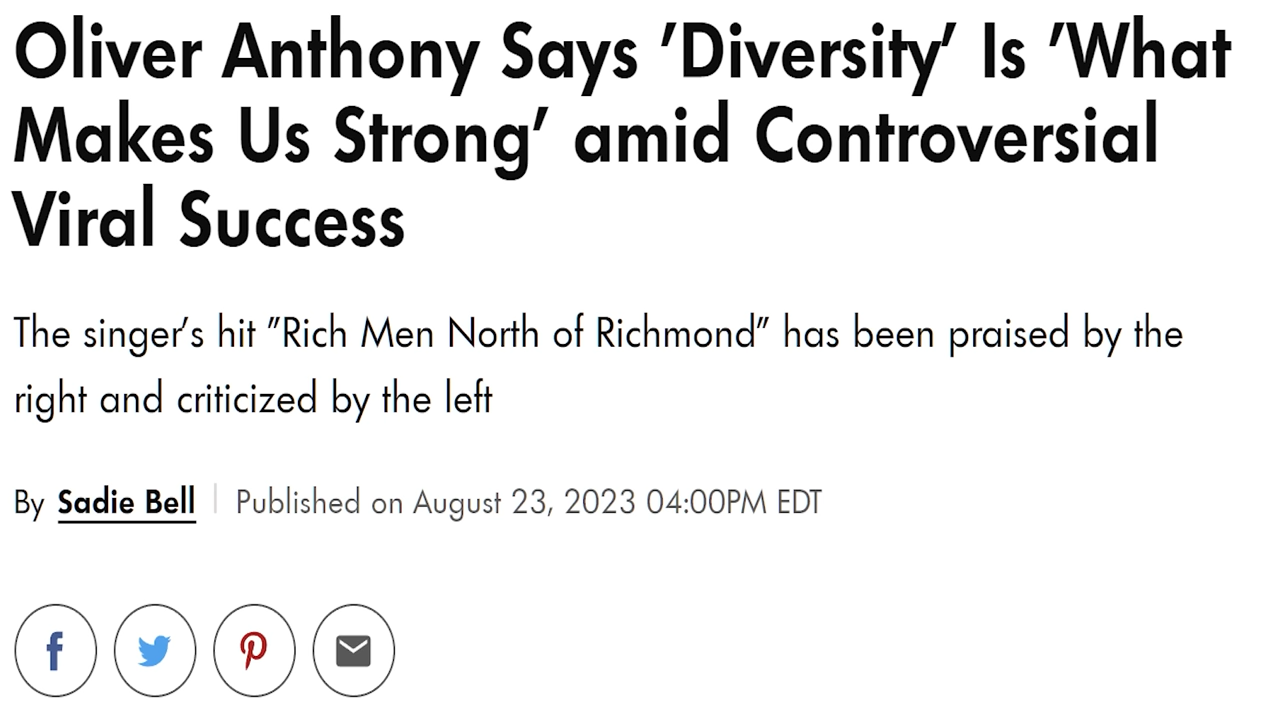 Oliver Anthony Says 'Diversity' Is 'What
Makes Us Strong' amid Controversial
Viral Success
The singer's hit "Rich Men North of Richmond" has been praised by the
right and criticized by the left
By Sadie Bell | Published on August 23, 2023 04:00PM EDT